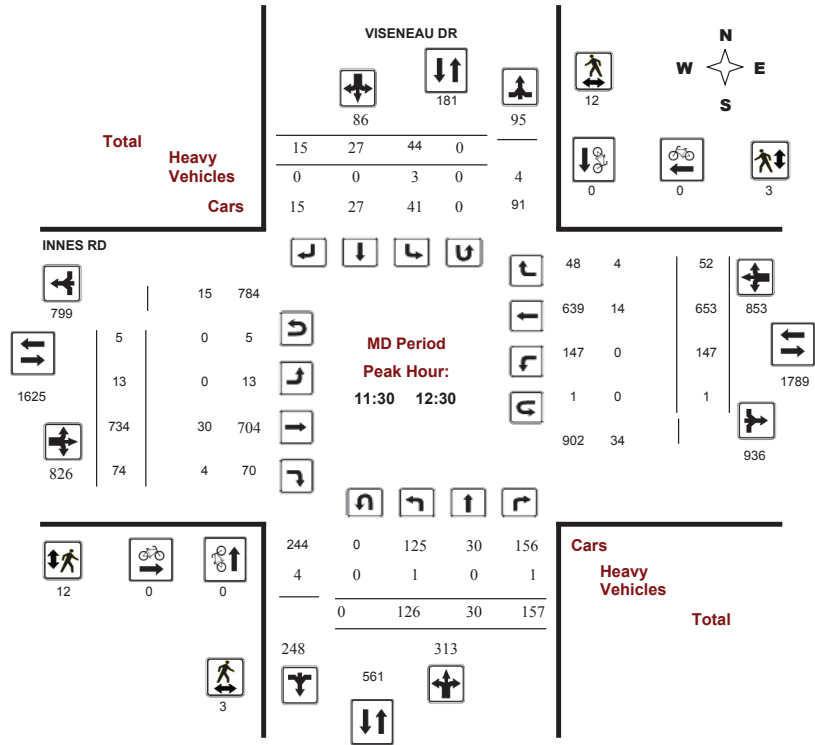 VISENEAU DR
N
W E
S
181
12
86 95
Total
15 27 44 0
Heavy
Vehicles
0 0 3 0 4
Cars
15 27 41 0 91
0 0 3
INNES RD
799
15 784
48 4 52
853
5 0 5
639 14 653
1625
13 0 13
147 0 147
1789
734 30 704
1 0 1
826
74 4 70
902 34
936
MD Period
Peak Hour:
11:30 12:30
244 0 125 30 156
Cars
4 0 1 0 1
Heavy
Vehicles
0 126 30 157
Total
12 0 0
248 313
561
3